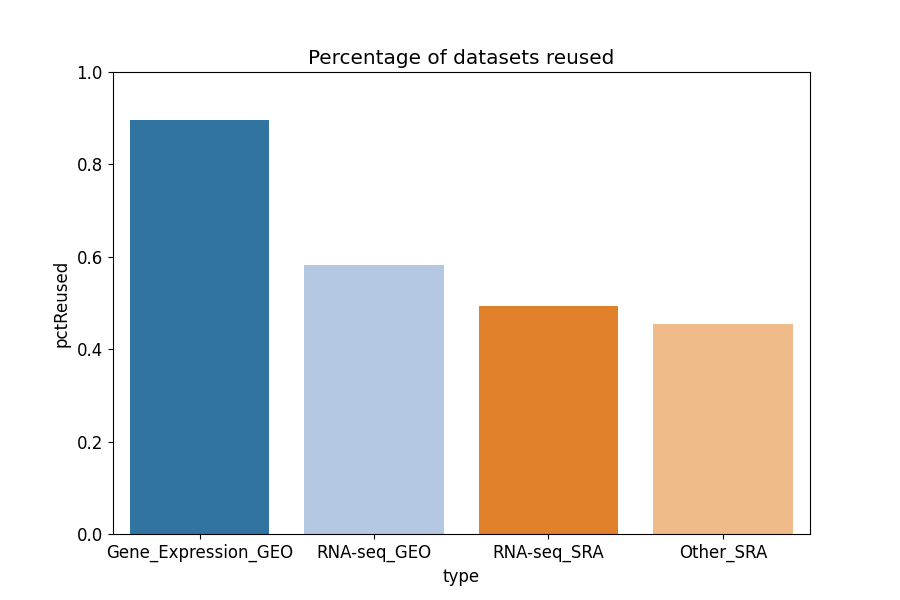 Percentage of datasets reused
1.0
0.8
0.6
0.4
0.2
0.0
pctReused
Gene_Expression_GEO RNA-seq_GEO RNA-seq_SRA Other_SRA
type